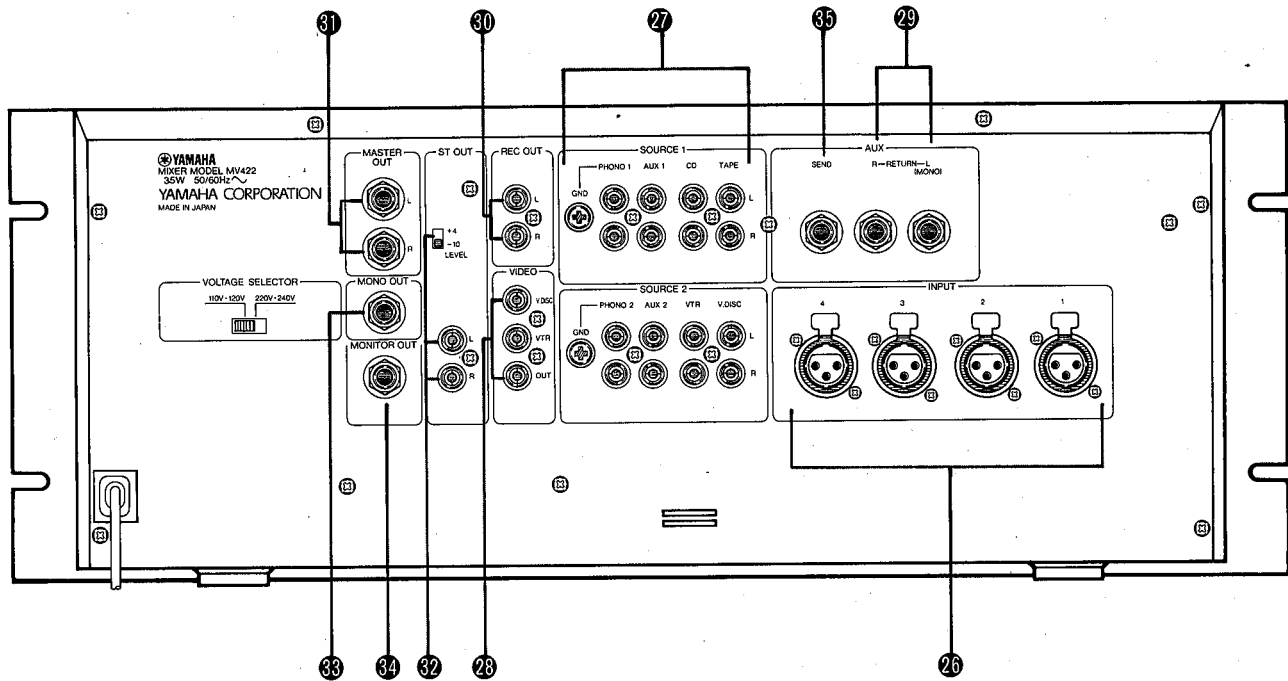 31 30 27 35 29
YAMAHA
MIXER MODEL MV422
35W 50/60Hz～
YAMAHA CORPORATION
MADE IN JAPAN
VOLTAGE SELECTOR
110V-120V 220V-240V
MASTER
OUT
L
R
MONO OUT
MONITOR OUT
ST OUT
+4
-10
LEVEL
L
R
REC OUT
L
R
VIDEO
V.DISC
VTR
OUT
SOURCE 1
GND PHONO 1 AUX 1 CD TAPE
L
R
SOURCE 2
GND PHONO 2 AUX 2 VTR V.DISC
L
R
AUX
SEND R—RETURN—L
(MONO)
INPUT
4 3 2 1
33 34 32 28 26